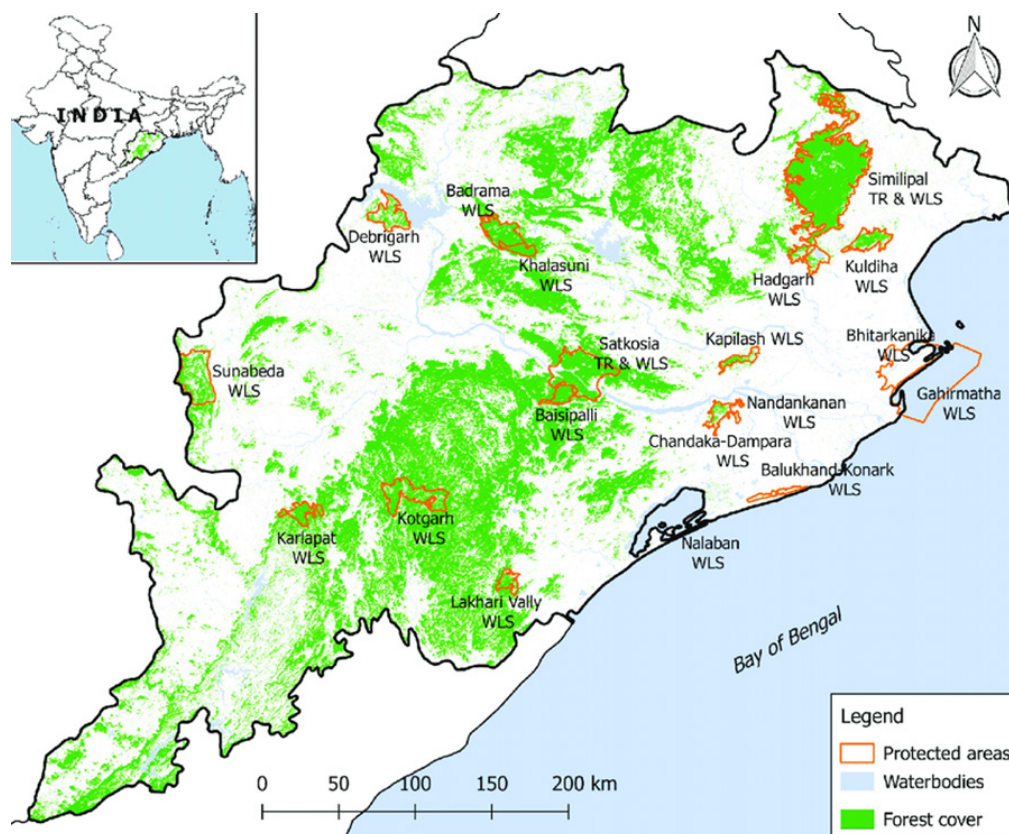 INDIA
N
Similipal
TR & WLS
Badrama
WLS
Debrigarh
WLS
Khalasuni
WLS
Hadgarh
WLS
Kuldiha
WLS
Satkosia
TR & WLS
Kapilash WLS
Bhitarkanika
WLS
Sunabeda
WLS
Gahirmatha
WLS
Baisipalli
WLS
Nandankanan
WLS
Chandaka-Dampara
WLS
Balukhand-Konark
WLS
Karlapat
WLS
Kotgarh
WLS
Nalaban
WLS
Lakhari Vally
WLS
Bay of Bengal
Legend
Protected areas
Waterbodies
Forest cover
0 50 100 150 200 km